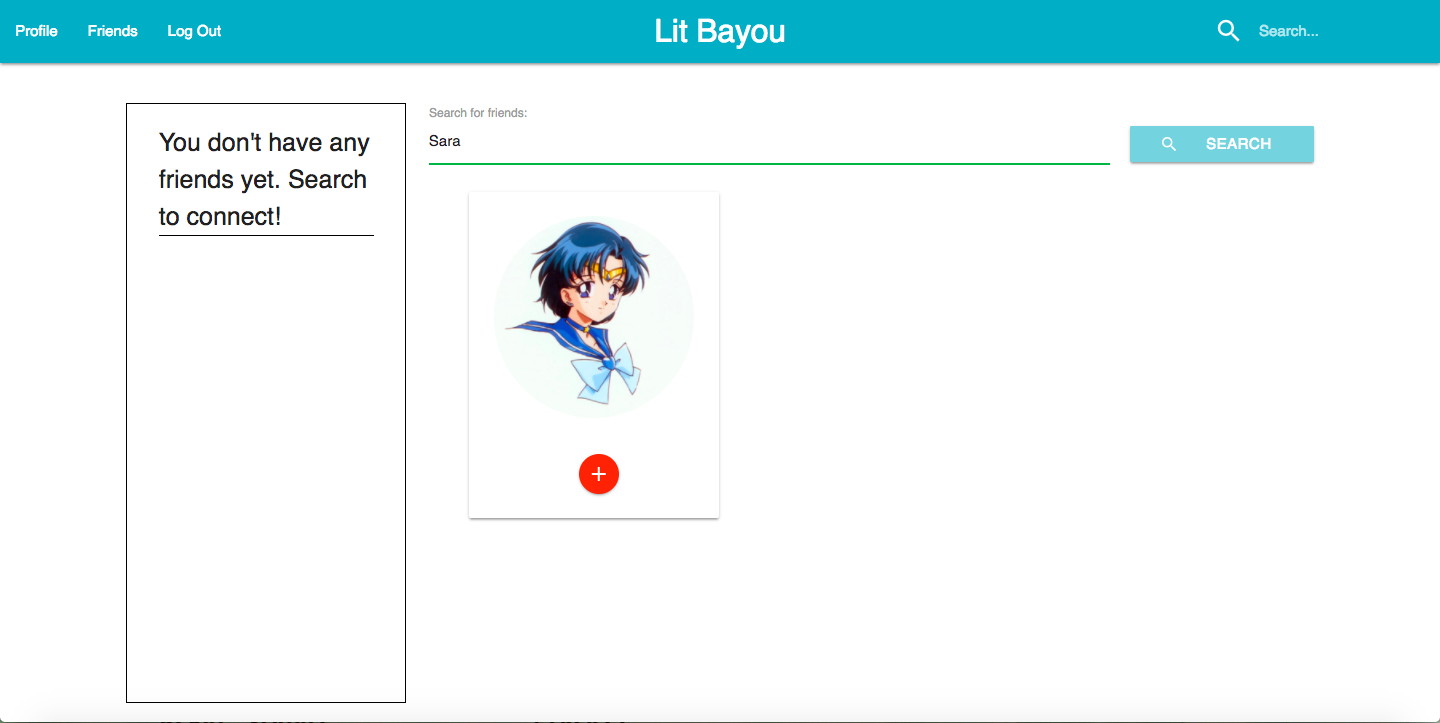 Profile Friends Log Out Lit Bayou Search...
Search for friends:
Sara
SEARCH
You don't have any
friends yet. Search
to connect!